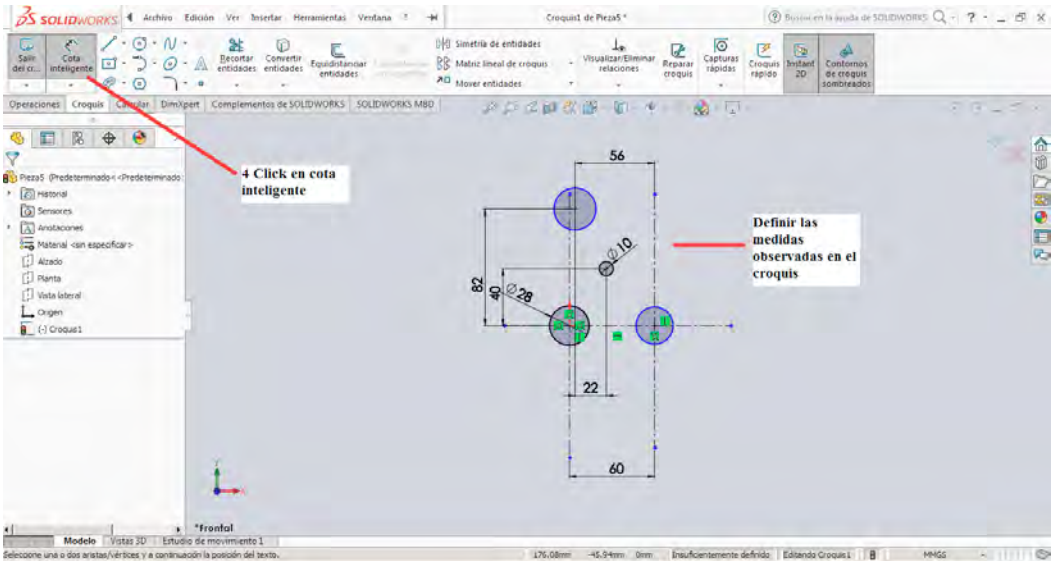 SOLIDWORKS Archivo Edición Ver Insertar Herramientas Ventana ? Croquis1 de Pieza5 * Buscar en la ayuda de SOLIDWORKS
Salir del cr...
Cota inteligente
Recortar entidades
Convertir entidades
Equidistanciar entidades
Simetría de entidades
Matriz lineal de croquis
Mover entidades
Visualizar/Eliminar relaciones
Reparar croquis
Capturas rápidas
Croquis rápido
Instant 2D
Contornos de croquis sombreados
Operaciones Croquis Calcular DimXpert Complementos de SOLIDWORKS SOLIDWORKS MBD
Pieza5 (Predeterminado<<Predeterminado
Historial
Sensores
Anotaciones
Material <sin especificar>
Alzado
Planta
Vista lateral
Origen
(-) Croquis1
4 Click en cota
inteligente
56
Definir las
medidas
observadas en el
croquis
Ø10
82
40
Ø28
22
60
Y
*Frontal
Modelo Vistas 3D Estudio de movimiento 1
Seleccione una o dos aristas/vértices y a continuación la posición del texto. 176.08mm -45.94mm 0mm Insuficientemente definido Editando Croquis1 MMGS